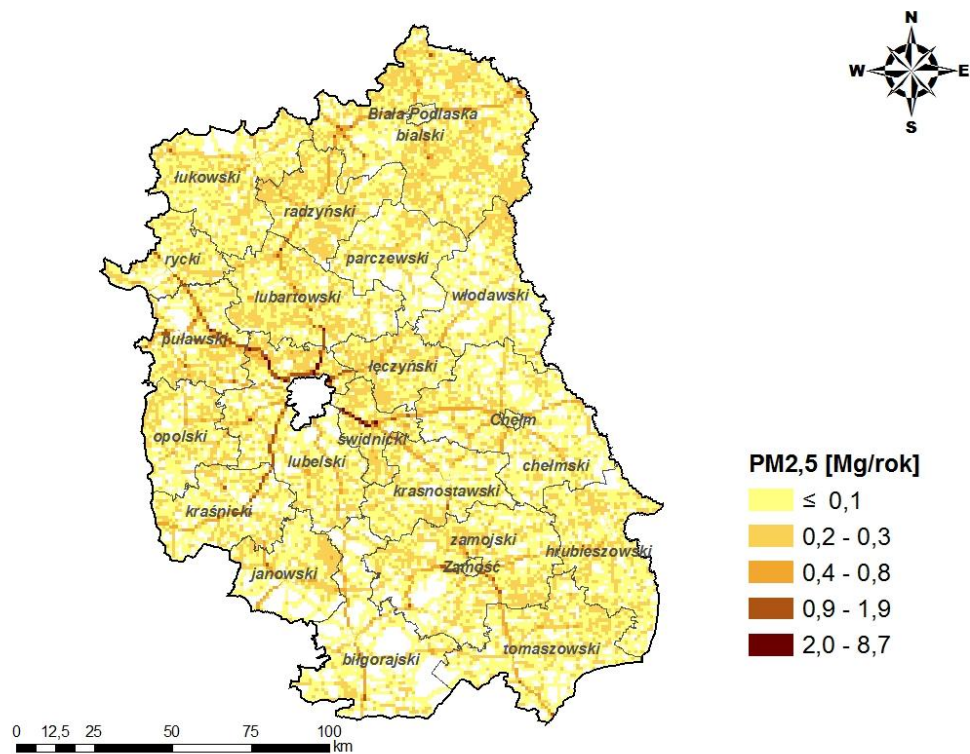 N
W E
S
Biała Podlaska
bialski
łukowski
radzyński
rycki
parczewski
lubartowski
włodawski
puławski
łęczyński
opolski
Chełm
świdnicki
lubelski
chełmski
krasnostawski
kraśnicki
zamojski
hrubieszowski
Zamość
janowski
tomaszowski
biłgorajski
PM2,5 [Mg/rok]
≤ 0,1
0,2 - 0,3
0,4 - 0,8
0,9 - 1,9
2,0 - 8,7
0 12,5 25 50 75 100
km